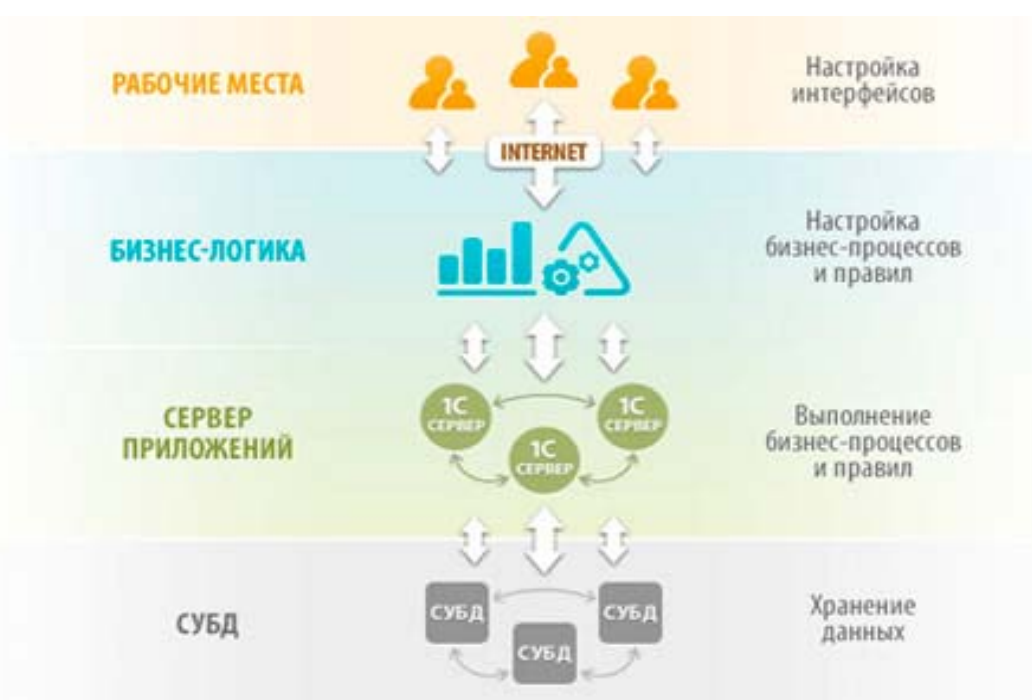 РАБОЧИЕ МЕСТА
Настройка
интерфейсов
INTERNET
БИЗНЕС-ЛОГИКА
Настройка
бизнес-процессов
и правил
СЕРВЕР
ПРИЛОЖЕНИЙ
1С
СЕРВЕР
1С
СЕРВЕР
1С
СЕРВЕР
Выполнение
бизнес-процессов
и правил
СУБД
СУБД
СУБД
СУБД
Хранение
данных